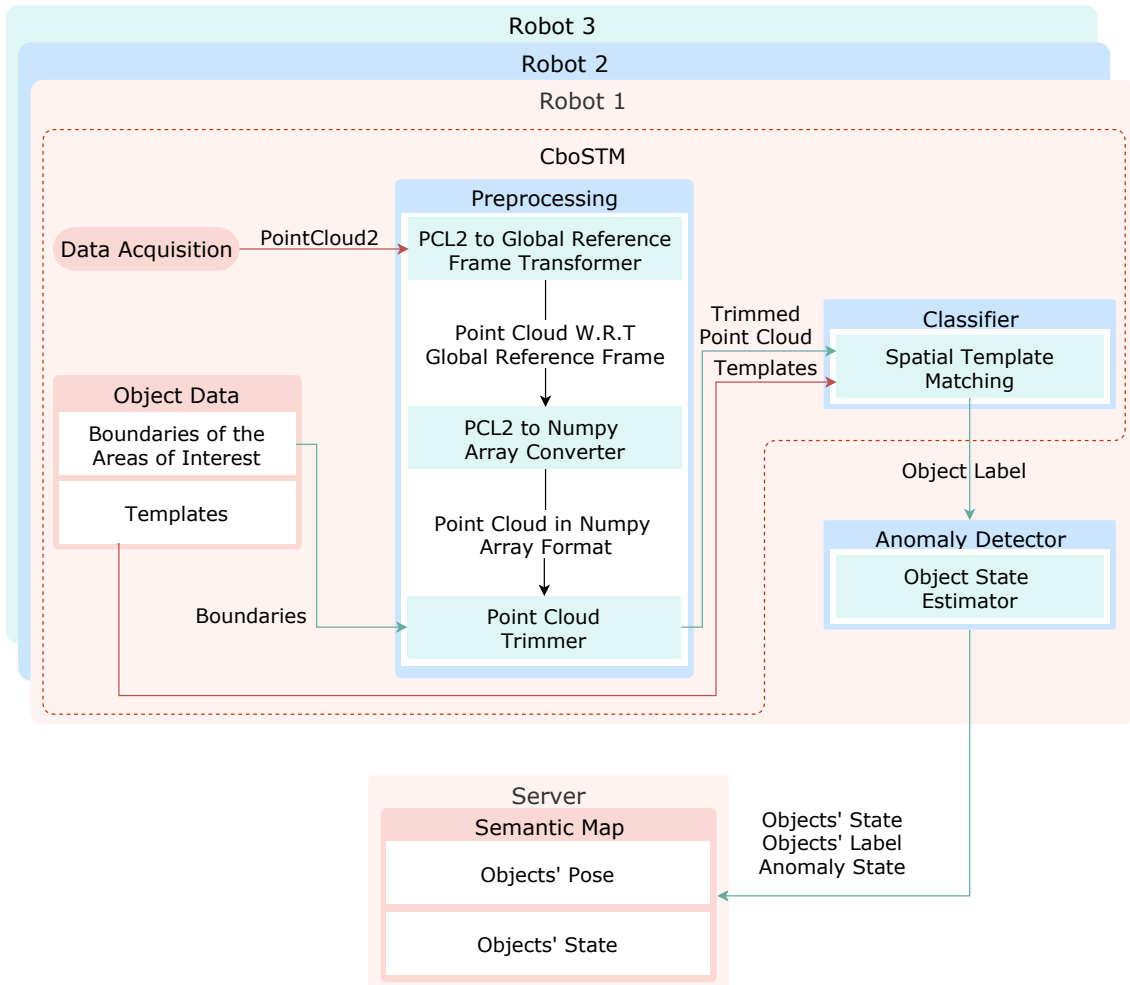 Robot 3
Robot 2
Robot 1
CboSTM
Preprocessing
Data Acquisition
PointCloud2
PCL2 to Global Reference
Frame Transformer
Point Cloud W.R.T
Global Reference Frame
PCL2 to Numpy
Array Converter
Point Cloud in Numpy
Array Format
Point Cloud
Trimmer
Object Data
Boundaries of the
Areas of Interest
Templates
Boundaries
Trimmed
Point Cloud
Templates
Classifier
Spatial Template
Matching
Object Label
Anomaly Detector
Object State
Estimator
Objects' State
Objects' Label
Anomaly State
Server
Semantic Map
Objects' Pose
Objects' State